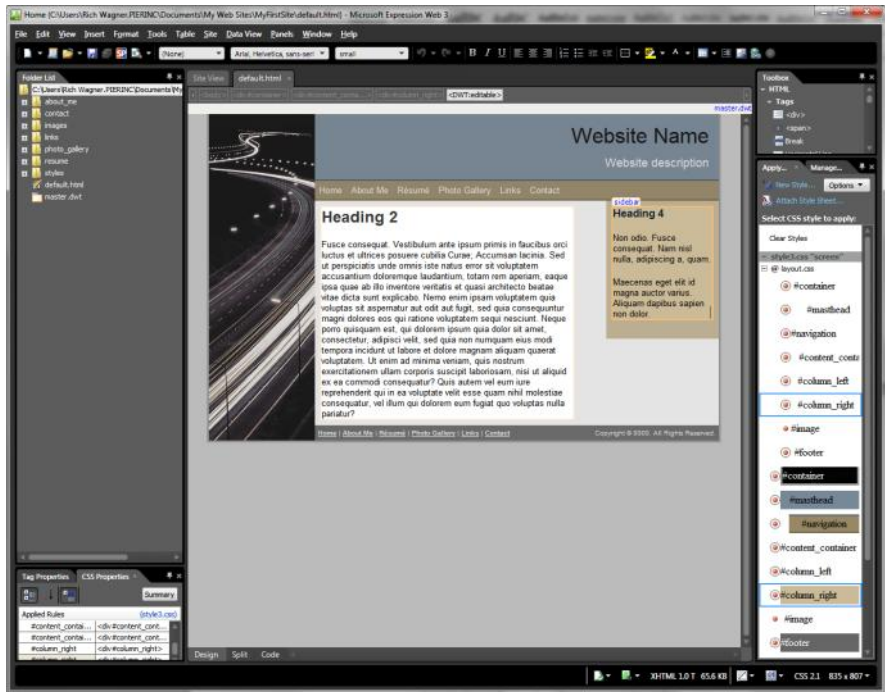 Home (C:\Users\Rich Wagner.PIERINC\Documents\My Web Sites\MyFirstSite\default.html) - Microsoft Expression Web 3
File Edit View Insert Format Tools Table Site Data View Panels Window Help
(None) Arial, Helvetica, sans-seri small B I U
Folder List
C:\Users\Rich Wagner.PIERINC\Documents\My
about_me
contact
images
links
photo_gallery
resume
styles
default.html
master.dwt
Site View default.html
<DWT:editable>
master.dwt
Website Name
Website description
Home About Me Résumé Photo Gallery Links Contact
Heading 2
Fusce consequat. Vestibulum ante ipsum primis in faucibus orci
luctus et ultrices posuere cubilia Curae; Accumsan lacinia. Sed
ut perspiciatis unde omnis iste natus error sit voluptatem
accusantium doloremque laudantium, totam rem aperiam, eaque
ipsa quae ab illo inventore veritatis et quasi architecto beatae
vitae dicta sunt explicabo. Nemo enim ipsam voluptatem quia
voluptas sit aspernatur aut odit aut fugit, sed quia consequuntur
magni dolores eos qui ratione voluptatem sequi nesciunt. Neque
porro quisquam est, qui dolorem ipsum quia dolor sit amet,
consectetur, adipisci velit, sed quia non numquam eius modi
tempora incidunt ut labore et dolore magnam aliquam quaerat
voluptatem. Ut enim ad minima veniam, quis nostrum
exercitationem ullam corporis suscipit laboriosam, nisi ut aliquid
ex ea commodi consequatur? Quis autem vel eum iure
reprehenderit qui in ea voluptate velit esse quam nihil molestiae
consequatur, vel illum qui dolorem eum fugiat quo voluptas nulla
pariatur?
sidebar
Heading 4
Non odio. Fusce
consequat. Nam nisl
nulla, adipiscing a, quam.
Maecenas eget elit id
magna auctor varius.
Aliquam dapibus sapien
non dolor.
Home | About Me | Résumé | Photo Gallery | Links | Contact
Copyright © 0000. All Rights Reserved.
Toolbox
HTML
Tags
<div>
<span>
Break
Apply... Manage...
New Style... Options
Attach Style Sheet...
Select CSS style to apply:
Clear Styles
style3.css "screen"
@ layout.css
#container
#masthead
#navigation
#content_conta
#column_left
#column_right
#image
#footer
#container
#masthead
#navigation
#content_container
#column_left
#column_right
#image
#footer
Tag Properties CSS Properties
Summary
Applied Rules (style3.css)
#content_contai... <div#content_cont...
#content_contai... <div#content_cont...
#column_right <div#column_right>
#column_right <div#column_right>
Design Split Code
XHTML 1.0 T 65.6 KB CSS 2.1 835 x 807